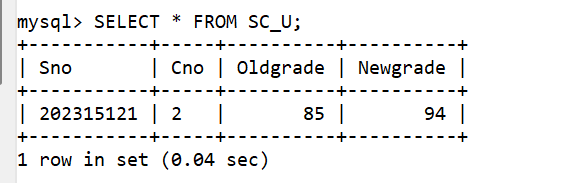 mysql> SELECT * FROM SC_U;
+-----------+-----+----------+----------+
| Sno       | Cno | Oldgrade | Newgrade |
+-----------+-----+----------+----------+
| 202315121 | 2   |       85 |       94 |
+-----------+-----+----------+----------+
1 row in set (0.04 sec)